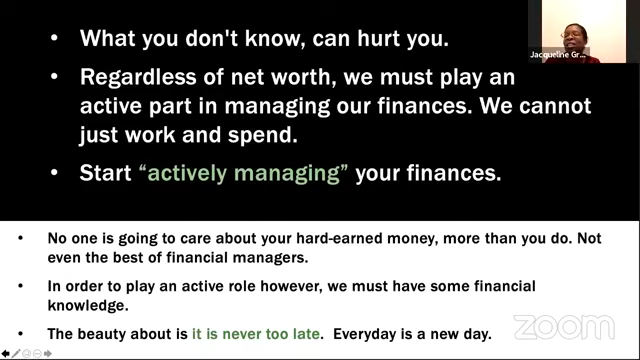 • What you don't know, can hurt you.
• Regardless of net worth, we must play an
active part in managing our finances. We cannot
just work and spend.
• Start “actively managing” your finances.
Jacqueline Gr...
• No one is going to care about your hard-earned money, more than you do. Not
even the best of financial managers.
• In order to play an active role however, we must have some financial
knowledge.
• The beauty about is it is never too late. Everyday is a new day.
zoom